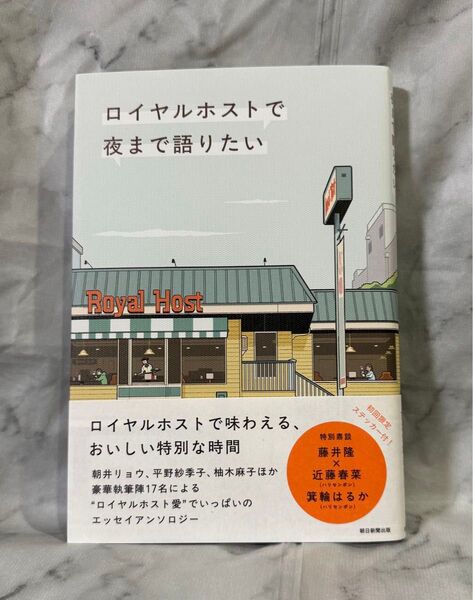 ロイヤルホストで
夜まで語りたい
Royal Host
ロイヤルホストで味わえる、
おいしい特別な時間
朝井リョウ、平野紗季子、柚木麻子ほか
豪華執筆陣17名による
“ロイヤルホスト愛”でいっぱいの
エッセイアンソロジー
初回限定
ステッカー付！
特別鼎談
藤井隆
×
近藤春菜
(ハリセンボン)
箕輪はるか
(ハリセンボン)
朝日新聞出版